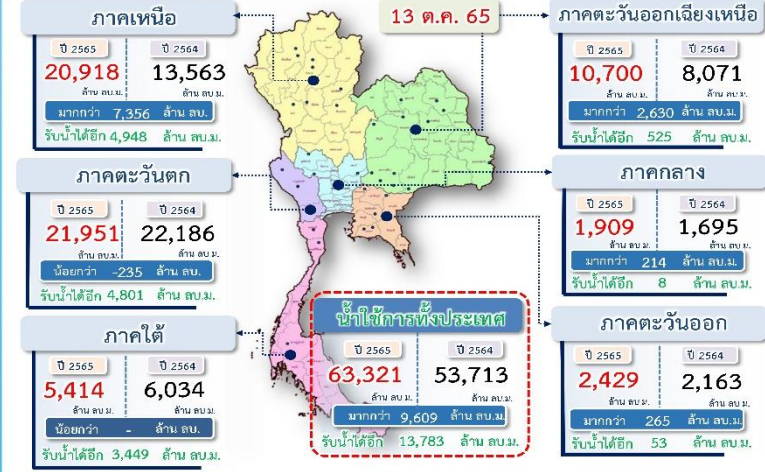 ภาคเหนือ
ปี 2565 ปี 2564
20,918 13,563
ล้าน ลบ.ม. ล้าน ลบ.ม.
มากกว่า 7,356 ล้าน ลบ.ม.
รับน้ำได้อีก 4,948 ล้าน ลบ.ม.
13 ต.ค. 65
ภาคตะวันออกเฉียงเหนือ
ปี 2565 ปี 2564
10,700 8,071
ล้าน ลบ.ม. ล้าน ลบ.ม.
มากกว่า 2,630 ล้าน ลบ.ม.
รับน้ำได้อีก 525 ล้าน ลบ.ม.
ภาคตะวันตก
ปี 2565 ปี 2564
21,951 22,186
ล้าน ลบ.ม. ล้าน ลบ.ม.
น้อยกว่า -235 ล้าน ลบ.
รับน้ำได้อีก 4,801 ล้าน ลบ.ม.
ภาคกลาง
ปี 2565 ปี 2564
1,909 1,695
ล้าน ลบ.ม. ล้าน ลบ.ม.
มากกว่า 214 ล้าน ลบ.ม.
รับน้ำได้อีก 8 ล้าน ลบ.ม.
ภาคใต้
ปี 2565 ปี 2564
5,414 6,034
ล้าน ลบ.ม. ล้าน ลบ.ม.
น้อยกว่า - ล้าน ลบ.
รับน้ำได้อีก 3,449 ล้าน ลบ.ม.
น้ำใช้การทั้งประเทศ
ปี 2565 ปี 2564
63,321 53,713
ล้าน ลบ.ม. ล้าน ลบ.ม.
มากกว่า 9,609 ล้าน ลบ.ม.
รับน้ำได้อีก 13,783 ล้าน ลบ.ม.
ภาคตะวันออก
ปี 2565 ปี 2564
2,429 2,163
ล้าน ลบ.ม. ล้าน ลบ.ม.
มากกว่า 265 ล้าน ลบ.ม.
รับน้ำได้อีก 53 ล้าน ลบ.ม.